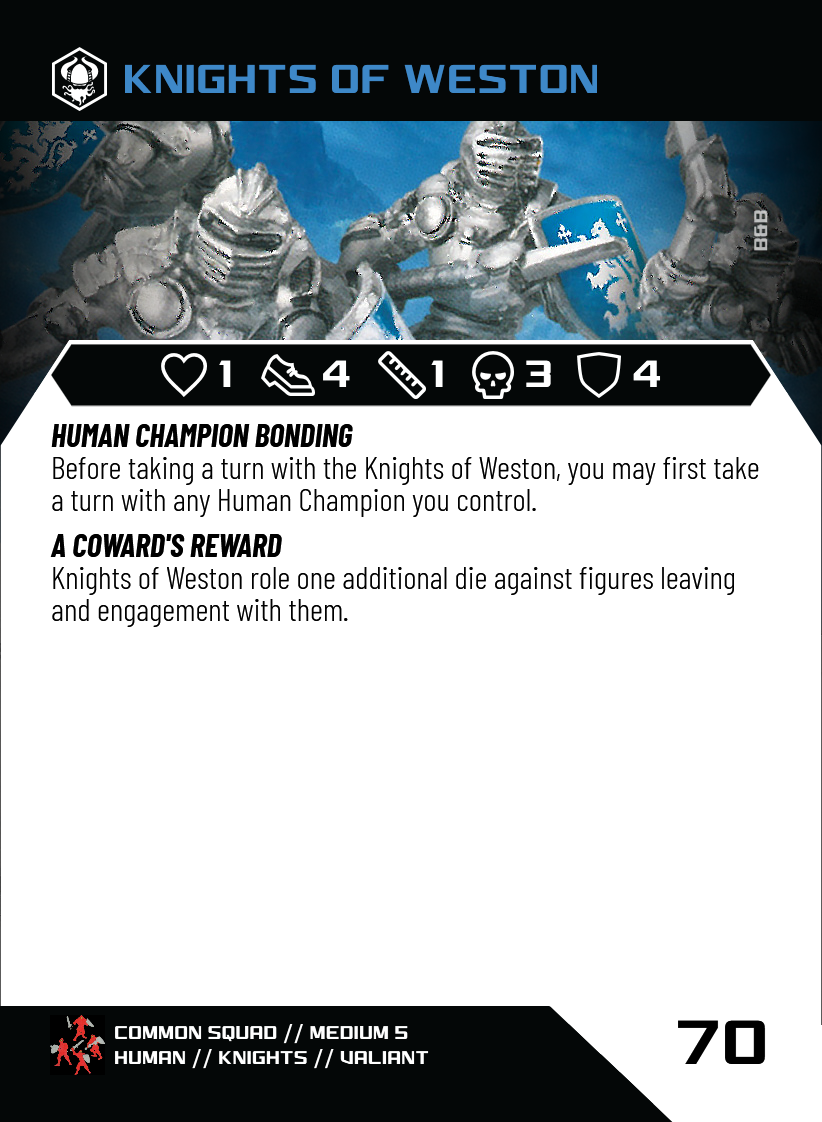 KNIGHTS OF WESTON
B&B
1 4 1 3 4
HUMAN CHAMPION BONDING
Before taking a turn with the Knights of Weston, you may first take
a turn with any Human Champion you control.
A COWARD'S REWARD
Knights of Weston role one additional die against figures leaving
and engagement with them.
COMMON SQUAD // MEDIUM 5
HUMAN // KNIGHTS // VALIANT
70